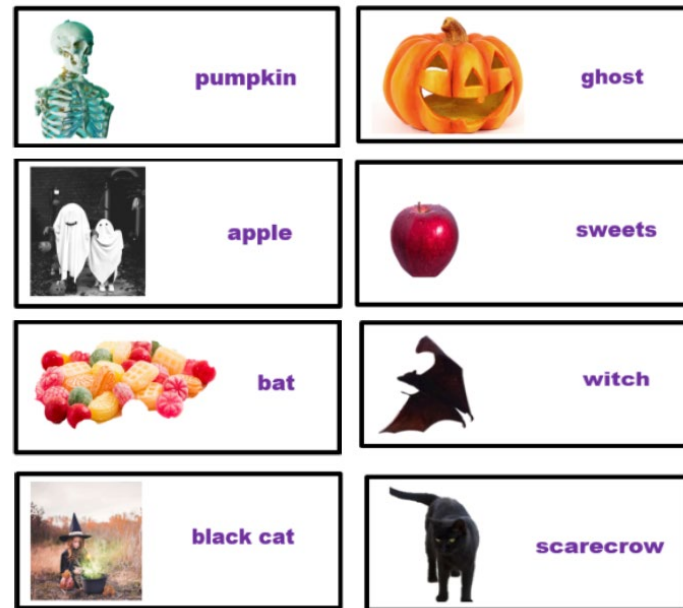 pumpkin
ghost
apple
sweets
bat
witch
black cat
scarecrow